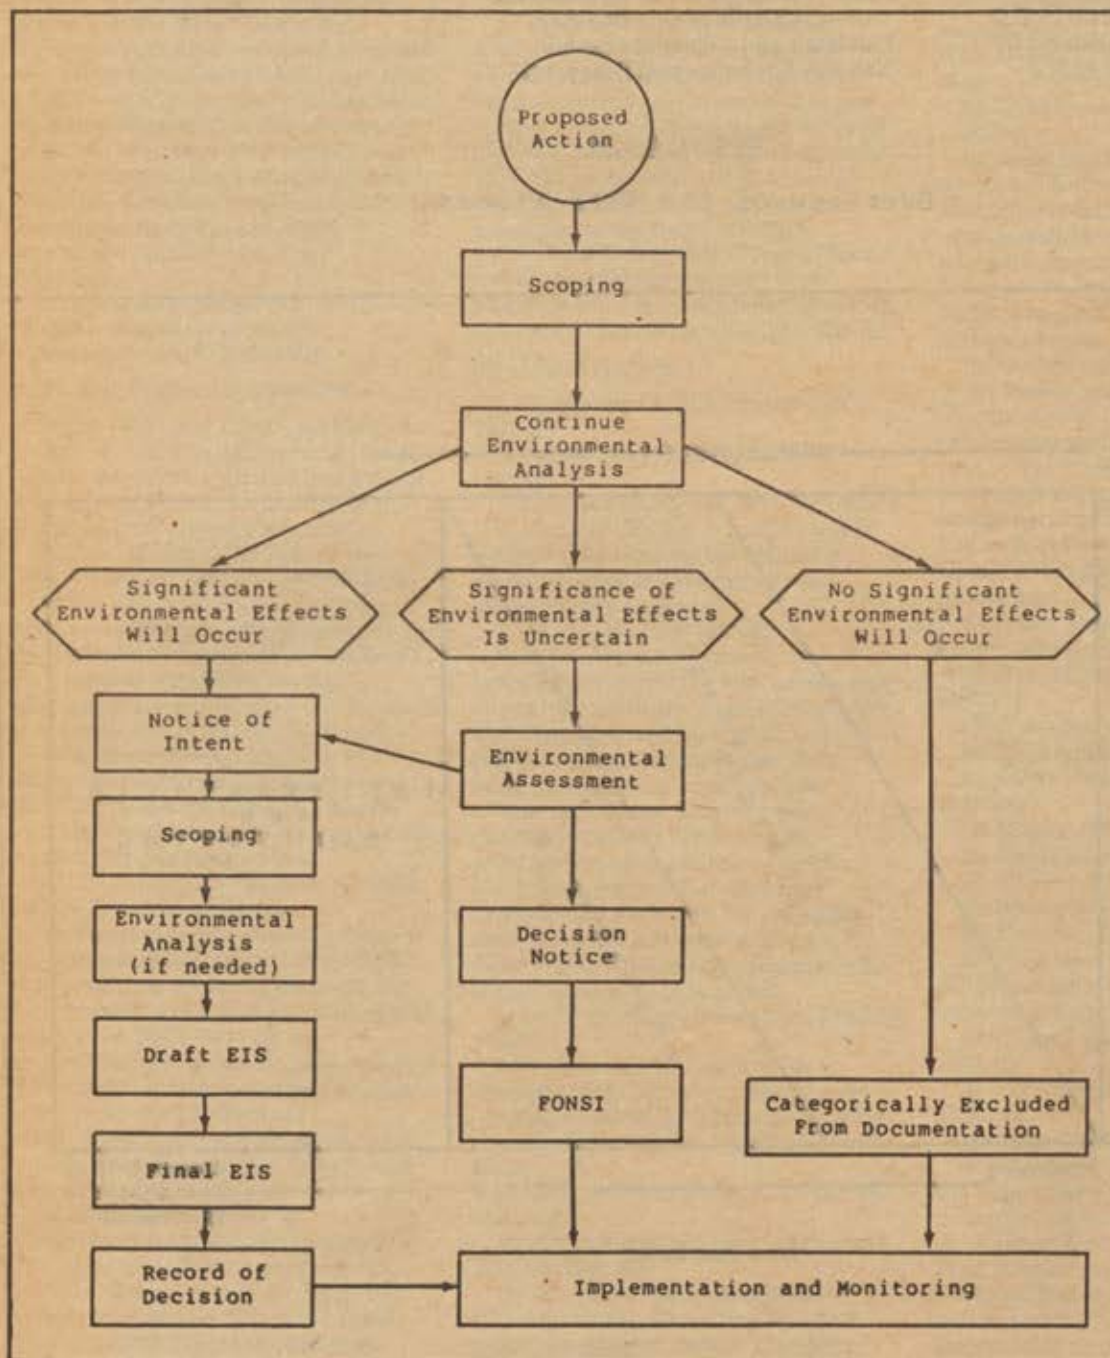 Proposed
Action
Scoping
Continue
Environmental
Analysis
Significant
Environmental Effects
Will Occur
Significance of
Environmental Effects
Is Uncertain
No Significant
Environmental Effects
Will Occur
Notice of
Intent
Environmental
Assessment
Scoping
Environmental
Analysis
(if needed)
Decision
Notice
Draft EIS
FONSI
Categorically Excluded
From Documentation
Final EIS
Record of
Decision
Implementation and Monitoring